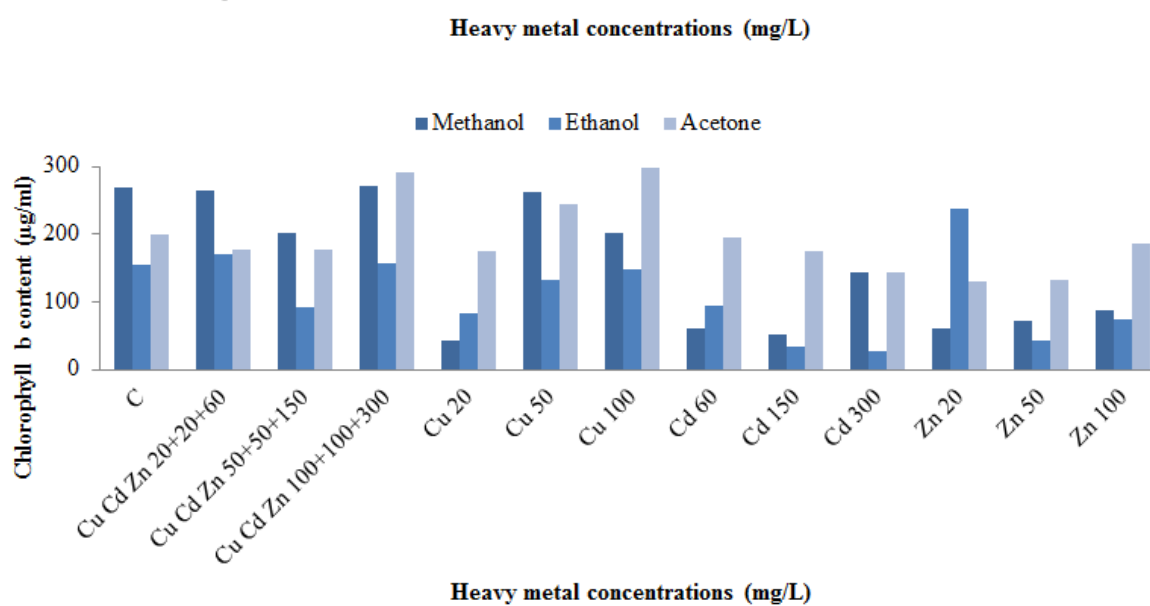 Heavy metal concentrations (mg/L)
Methanol Ethanol Acetone
Chlorophyll b content (µg/ml)
300
200
100
0
C
Cu Cd Zn 20+20+60
Cu Cd Zn 50+50+150
Cu Cd Zn 100+100+300
Cu 20
Cu 50
Cu 100
Cd 60
Cd 150
Cd 300
Zn 20
Zn 50
Zn 100
Heavy metal concentrations (mg/L)